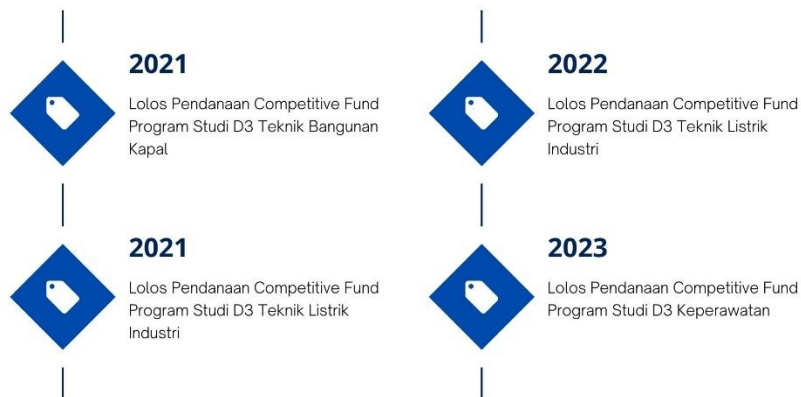 2021
Lolos Pendanaan Competitive Fund
Program Studi D3 Teknik Bangunan
Kapal
2021
Lolos Pendanaan Competitive Fund
Program Studi D3 Teknik Listrik
Industri
2022
Lolos Pendanaan Competitive Fund
Program Studi D3 Teknik Listrik
Industri
2023
Lolos Pendanaan Competitive Fund
Program Studi D3 Keperawatan